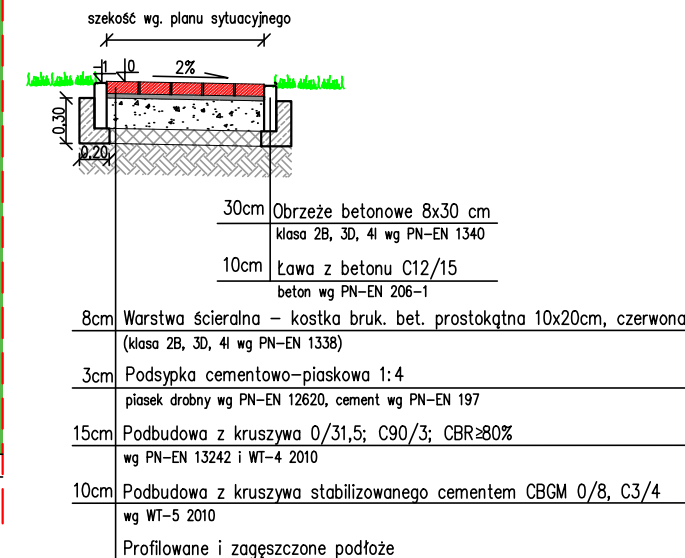 szekość wg. planu sytuacyjnego
1 0 2%
0.30
0.20
30cm Obrzeże betonowe 8x30 cm
klasa 2B, 3D, 4I wg PN-EN 1340
10cm Ława z betonu C12/15
beton wg PN-EN 206-1
8cm Warstwa ścieralna - kostka bruk. bet. prostokątna 10x20cm, czerwona
(klasa 2B, 3D, 4I wg PN-EN 1338)
3cm Podsypka cementowo-piaskowa 1:4
piasek drobny wg PN-EN 12620, cement wg PN-EN 197
15cm Podbudowa z kruszywa 0/31,5; C90/3; CBR≥80%
wg PN-EN 13242 i WT-4 2010
10cm Podbudowa z kruszywa stabilizowanego cementem CBGM 0/8, C3/4
wg WT-5 2010
Profilowane i zagęszczone podłoże